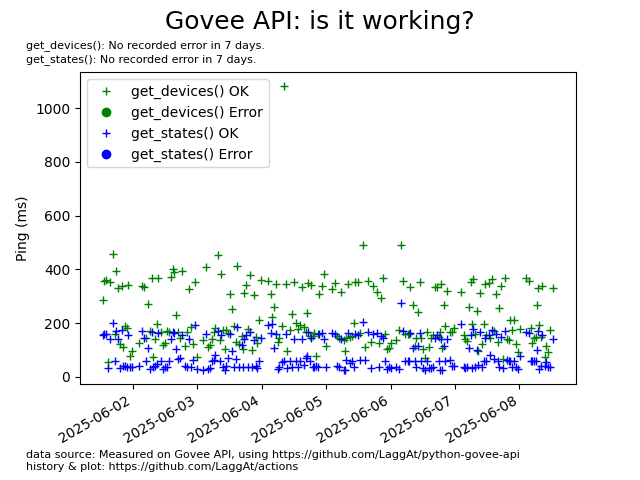 Govee API: is it working?
get_devices(): No recorded error in 7 days.
get_states(): No recorded error in 7 days.
get_devices() OK
get_devices() Error
get_states() OK
get_states() Error
Ping (ms)
1000
800
600
400
200
0
2025-06-02
2025-06-03
2025-06-04
2025-06-05
2025-06-06
2025-06-07
2025-06-08
data source: Measured on Govee API, using https://github.com/LaggAt/python-govee-api
history & plot: https://github.com/LaggAt/actions